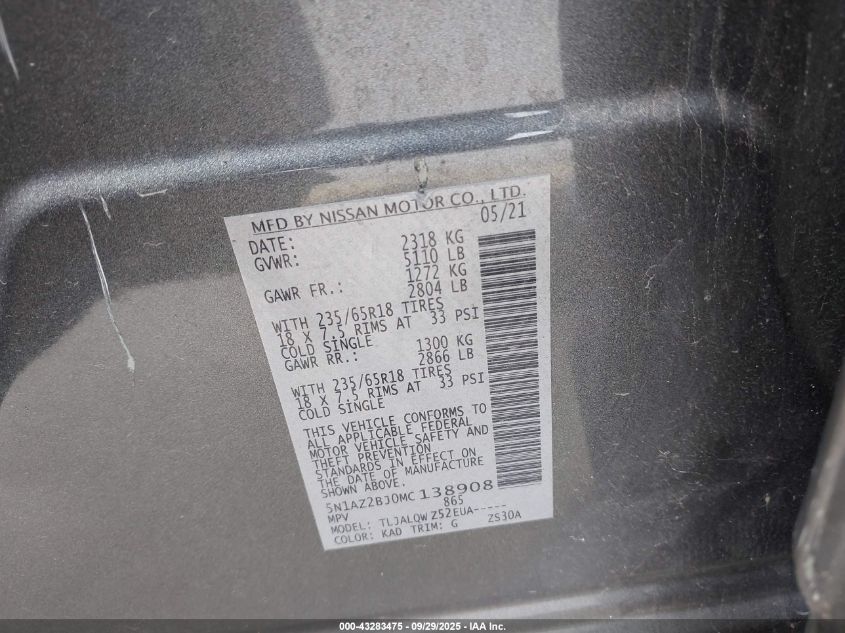 MFD BY NISSAN MOTOR CO., LTD.
DATE: 05/21
GVWR: 2318 KG
5110 LB
GAWR FR.: 1272 KG
2804 LB
WITH 235/65R18 TIRES
18 X 7.5 RIMS AT 33 PSI
COLD SINGLE
GAWR RR.: 1300 KG
2866 LB
WITH 235/65R18 TIRES
18 X 7.5 RIMS AT 33 PSI
COLD SINGLE
THIS VEHICLE CONFORMS TO
ALL APPLICABLE FEDERAL
MOTOR VEHICLE SAFETY AND
THEFT PREVENTION
STANDARDS IN EFFECT ON
THE DATE OF MANUFACTURE
SHOWN ABOVE.
5N1AZ2BJ0MC138908
MPV 865
MODEL: TLJALQWZ52EUA-----
COLOR: KAD TRIM: G ZS30A
000-43283475 - 09/29/2025 - IAA Inc.